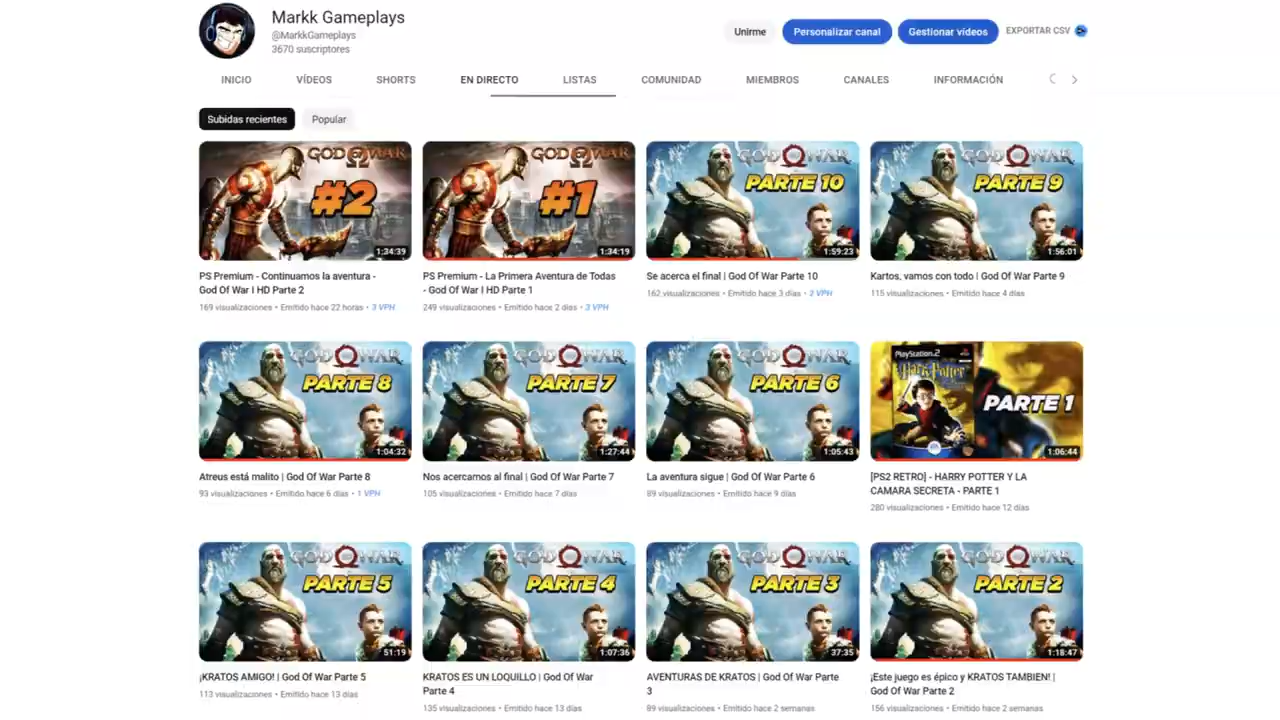 Markk Gameplays
@MarkkGameplays
3670 suscriptores
Unirme
Personalizar canal
Gestionar vídeos
EXPORTAR CSV
INICIO
VÍDEOS
SHORTS
EN DIRECTO
LISTAS
COMUNIDAD
MIEMBROS
CANALES
INFORMACIÓN
Subidas recientes
Popular
GOD OF WAR
#2
1:34:39
GOD OF WAR
#1
1:34:19
GOD OF WAR
PARTE 10
1:59:23
GOD OF WAR
PARTE 9
1:56:01
PS Premium - Continuamos la aventura -
God Of War I HD Parte 2
169 visualizaciones • Emitido hace 22 horas • 3 VPH
PS Premium - La Primera Aventura de Todas
- God Of War I HD Parte 1
249 visualizaciones • Emitido hace 2 días • 3 VPH
Se acerca el final | God Of War Parte 10
162 visualizaciones • Emitido hace 3 días • 2 VPH
Kartos, vamos con todo | God Of War Parte 9
115 visualizaciones • Emitido hace 4 días
GOD OF WAR
PARTE 8
1:04:32
GOD OF WAR
PARTE 7
1:27:44
GOD OF WAR
PARTE 6
1:05:43
PlayStation.2
Harry Potter
PARTE 1
1:06:44
Atreus está malito | God Of War Parte 8
93 visualizaciones • Emitido hace 6 días • 1 VPH
Nos acercamos al final | God Of War Parte 7
105 visualizaciones • Emitido hace 7 días
La aventura sigue | God Of War Parte 6
89 visualizaciones • Emitido hace 9 días
[PS2 RETRO] - HARRY POTTER Y LA
CAMARA SECRETA - PARTE 1
280 visualizaciones • Emitido hace 12 días
GOD OF WAR
PARTE 5
51:19
GOD OF WAR
PARTE 4
1:07:36
GOD OF WAR
PARTE 3
37:35
GOD OF WAR
PARTE 2
1:18:47
¡KRATOS AMIGO! | God Of War Parte 5
113 visualizaciones • Emitido hace 13 días
KRATOS ES UN LOQUILLO | God Of War
Parte 4
135 visualizaciones • Emitido hace 13 días
AVENTURAS DE KRATOS | God Of War Parte
3
89 visualizaciones • Emitido hace 2 semanas
¡Este juego es épico y KRATOS TAMBIEN! |
God Of War Parte 2
156 visualizaciones • Emitido hace 2 semanas